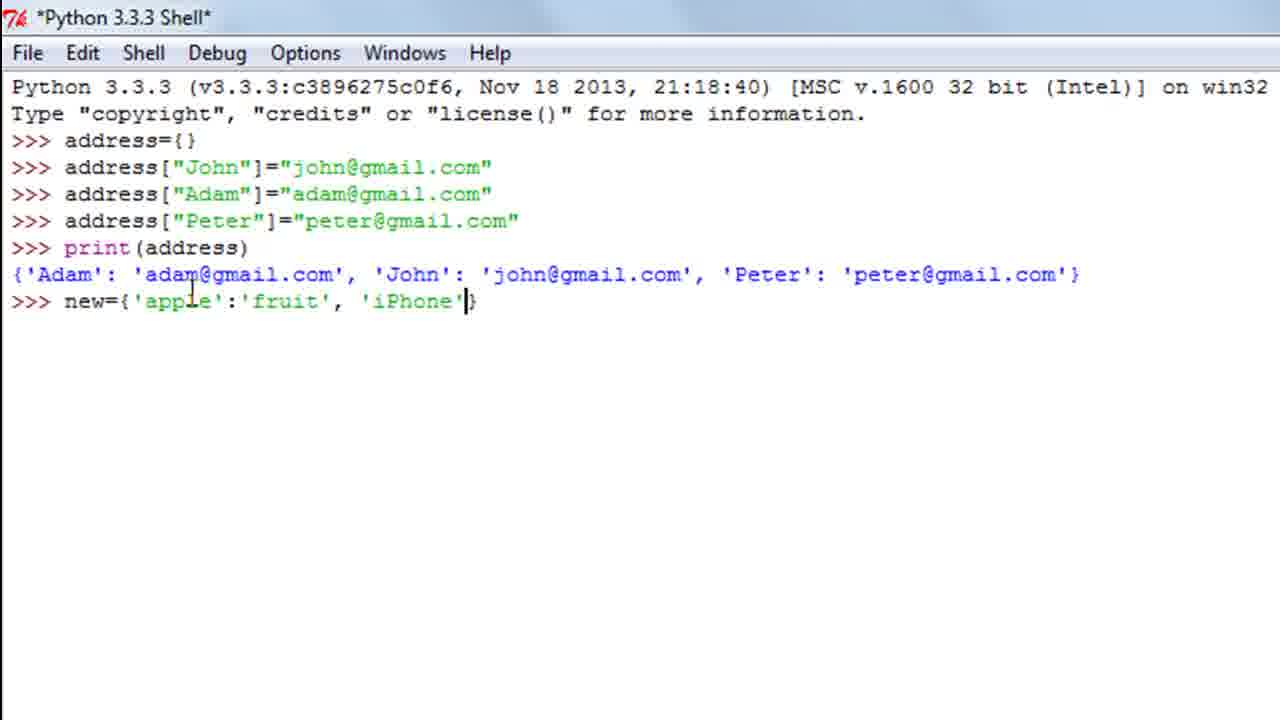 *Python 3.3.3 Shell*
File Edit Shell Debug Options Windows Help
Python 3.3.3 (v3.3.3:c3896275c0f6, Nov 18 2013, 21:18:40) [MSC v.1600 32 bit (Intel)] on win32
Type "copyright", "credits" or "license()" for more information.
>>> address={}
>>> address["John"]="john@gmail.com"
>>> address["Adam"]="adam@gmail.com"
>>> address["Peter"]="peter@gmail.com"
>>> print(address)
{'Adam': 'adam@gmail.com', 'John': 'john@gmail.com', 'Peter': 'peter@gmail.com'}
>>> new={'apple':'fruit', 'iPhone'}